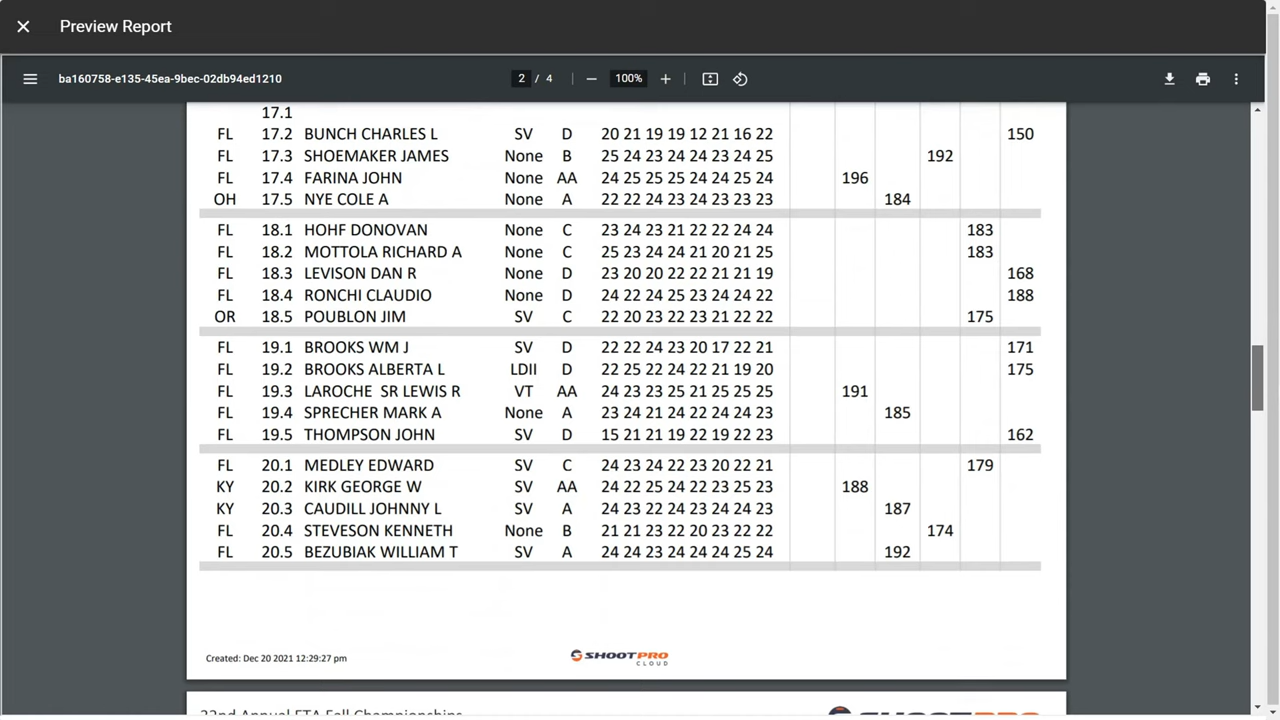 Preview Report
ba160758-e135-45ea-9bec-02db94ed1210 2 / 4 100%
17.1
FL 17.2 BUNCH CHARLES L SV D 20 21 19 19 12 21 16 22 150
FL 17.3 SHOEMAKER JAMES None B 25 24 23 24 24 23 24 25 192
FL 17.4 FARINA JOHN None AA 24 25 25 25 24 24 25 24 196
OH 17.5 NYE COLE A None A 22 22 24 23 24 23 23 23 184
FL 18.1 HOHF DONOVAN None C 23 24 23 21 22 22 24 24 183
FL 18.2 MOTTOLA RICHARD A None C 25 23 24 24 21 20 21 25 183
FL 18.3 LEVISON DAN R None D 23 20 20 22 22 21 21 19 168
FL 18.4 RONCHI CLAUDIO None D 24 22 24 25 23 24 24 22 188
OR 18.5 POUBLON JIM SV C 22 20 23 22 23 21 22 22 175
FL 19.1 BROOKS WM J SV D 22 22 24 23 20 17 22 21 171
FL 19.2 BROOKS ALBERTA L LDII D 22 25 22 24 22 21 19 20 175
FL 19.3 LAROCHE SR LEWIS R VT AA 24 23 23 25 21 25 25 25 191
FL 19.4 SPRECHER MARK A None A 23 24 21 24 22 24 24 23 185
FL 19.5 THOMPSON JOHN SV D 15 21 21 19 22 19 22 23 162
FL 20.1 MEDLEY EDWARD SV C 24 23 24 22 23 20 22 21 179
KY 20.2 KIRK GEORGE W SV AA 24 22 25 24 22 23 25 23 188
KY 20.3 CAUDILL JOHNNY L SV A 24 23 22 24 23 24 24 23 187
FL 20.4 STEVESON KENNETH None B 21 21 23 22 20 23 22 22 174
FL 20.5 BEZUBIAK WILLIAM T SV A 24 24 23 24 24 24 25 24 192
Created: Dec 20 2021 12:29:27 pm SHOOTPRO
CLOUD
22nd Annual FTA Fall Championships SHOOTPRO